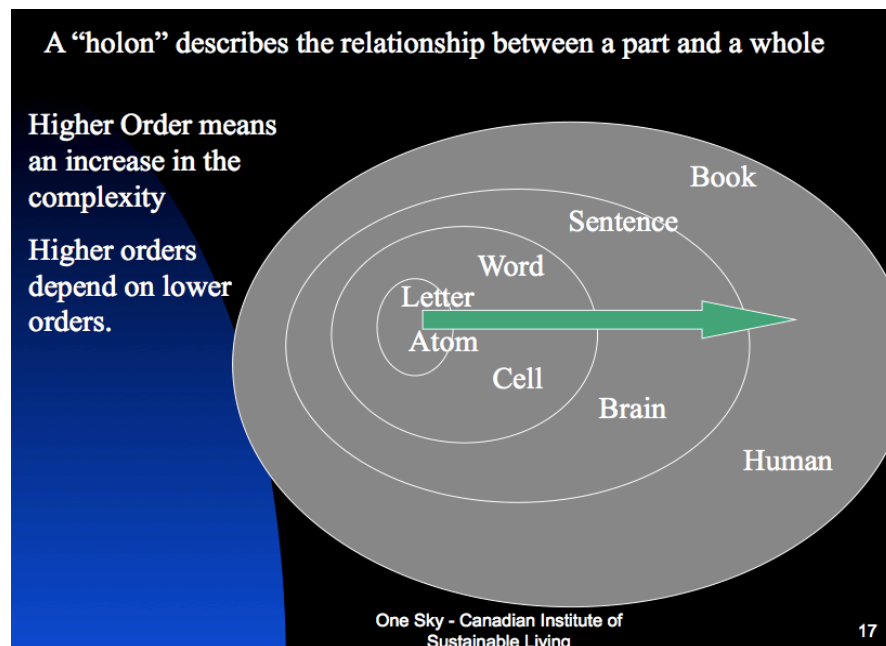 A “holon” describes the relationship between a part and a whole
Higher Order means
an increase in the
complexity
Higher orders
depend on lower
orders.
Book
Sentence
Word
Letter
Atom
Cell
Brain
Human
One Sky - Canadian Institute of
Sustainable Living
17